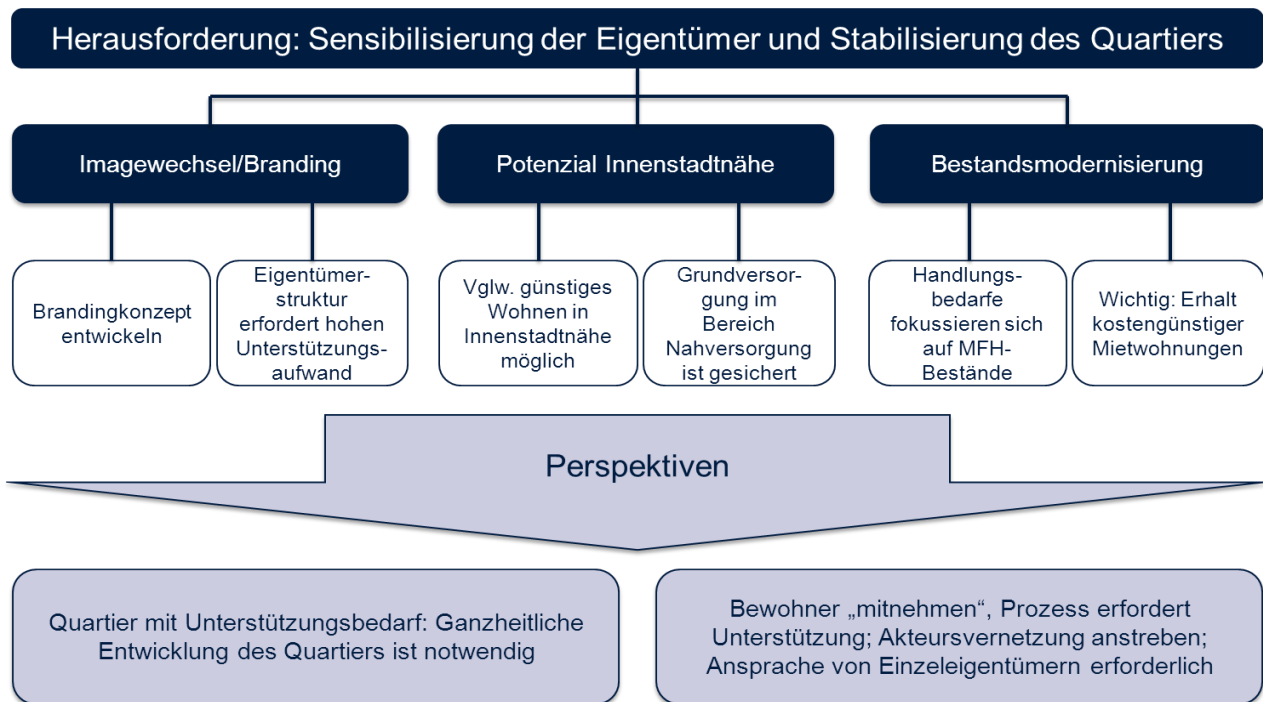 Herausforderung: Sensibilisierung der Eigentümer und Stabilisierung des Quartiers
Imagewechsel/Branding
Potenzial Innenstadtnähe
Bestandsmodernisierung
Brandingkonzept
entwickeln
Eigentümer-
struktur
erfordert hohen
Unterstützungs-
aufwand
Vglw. günstiges
Wohnen in
Innenstadtnähe
möglich
Grundversor-
gung im
Bereich
Nahversorgung
ist gesichert
Handlungs-
bedarfe
fokussieren sich
auf MFH-
Bestände
Wichtig: Erhalt
kostengünstiger
Mietwohnungen
Perspektiven
Quartier mit Unterstützungsbedarf: Ganzheitliche
Entwicklung des Quartiers ist notwendig
Bewohner „mitnehmen“, Prozess erfordert
Unterstützung; Akteursvernetzung anstreben;
Ansprache von Einzeleigentümern erforderlich